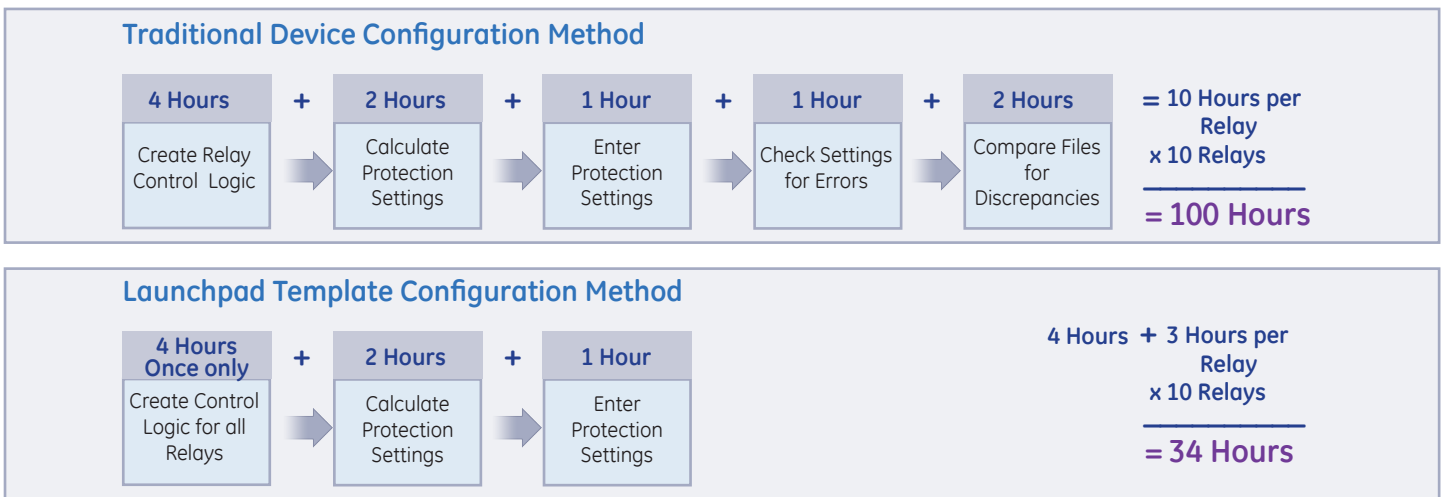 Traditional Device Configuration Method
4 Hours
+
2 Hours
+
1 Hour
+
1 Hour
+
2 Hours
= 10 Hours per
Relay
x 10 Relays
= 100 Hours
Create Relay
Control Logic
Calculate
Protection
Settings
Enter
Protection
Settings
Check Settings
for Errors
Compare Files
for
Discrepancies
Launchpad Template Configuration Method
4 Hours
Once only
+
2 Hours
+
1 Hour
Create Control
Logic for all
Relays
Calculate
Protection
Settings
Enter
Protection
Settings
4 Hours + 3 Hours per
Relay
x 10 Relays
= 34 Hours